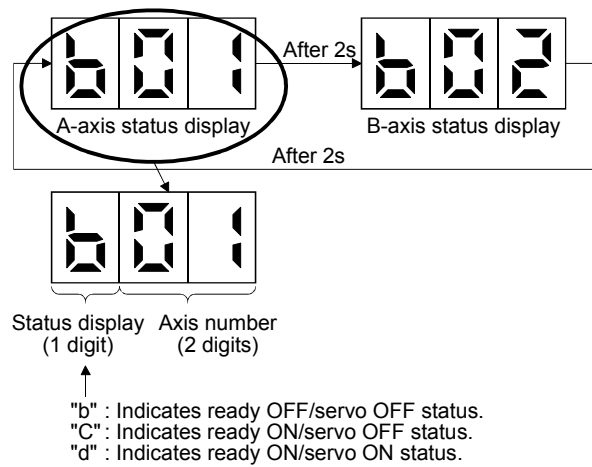 b01
After 2s
b02
A-axis status display
B-axis status display
After 2s
b01
Status display
(1 digit)
Axis number
(2 digits)
"b" : Indicates ready OFF/servo OFF status.
"C" : Indicates ready ON/servo OFF status.
"d" : Indicates ready ON/servo ON status.